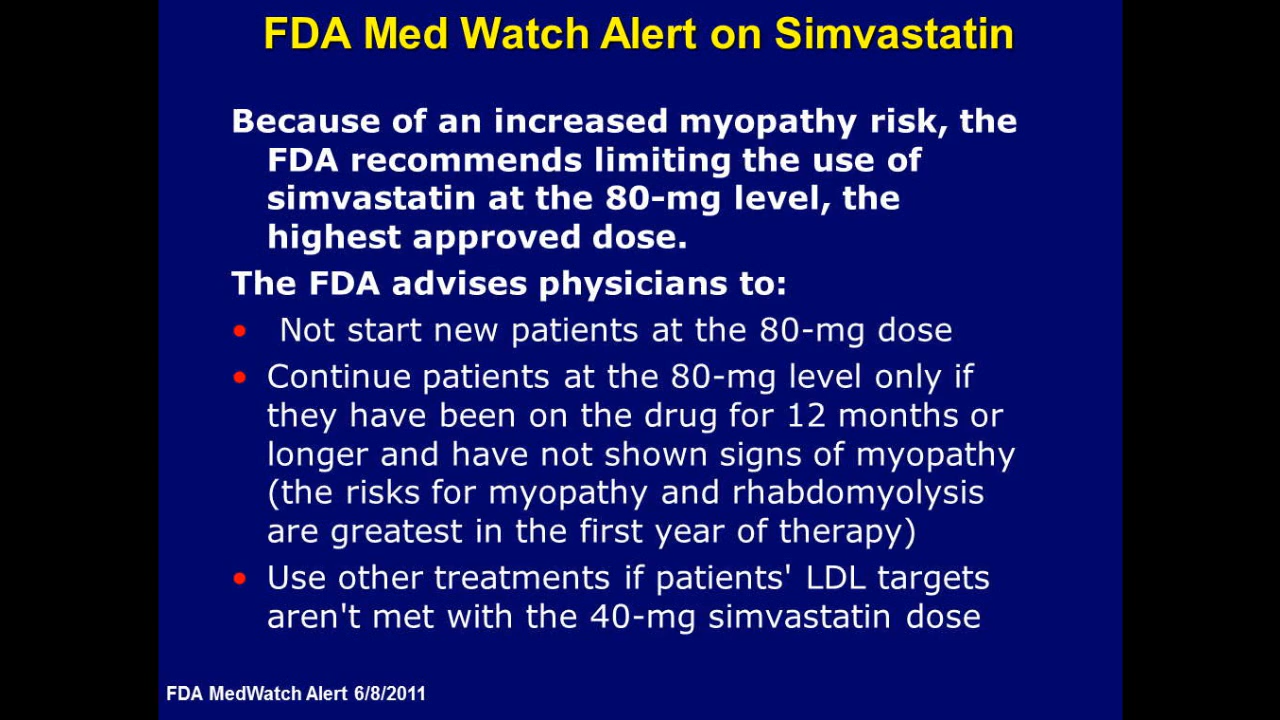 FDA Med Watch Alert on Simvastatin
Because of an increased myopathy risk, the
FDA recommends limiting the use of
simvastatin at the 80-mg level, the
highest approved dose.
The FDA advises physicians to:
• Not start new patients at the 80-mg dose
• Continue patients at the 80-mg level only if
they have been on the drug for 12 months or
longer and have not shown signs of myopathy
(the risks for myopathy and rhabdomyolysis
are greatest in the first year of therapy)
• Use other treatments if patients' LDL targets
aren't met with the 40-mg simvastatin dose
FDA MedWatch Alert 6/8/2011